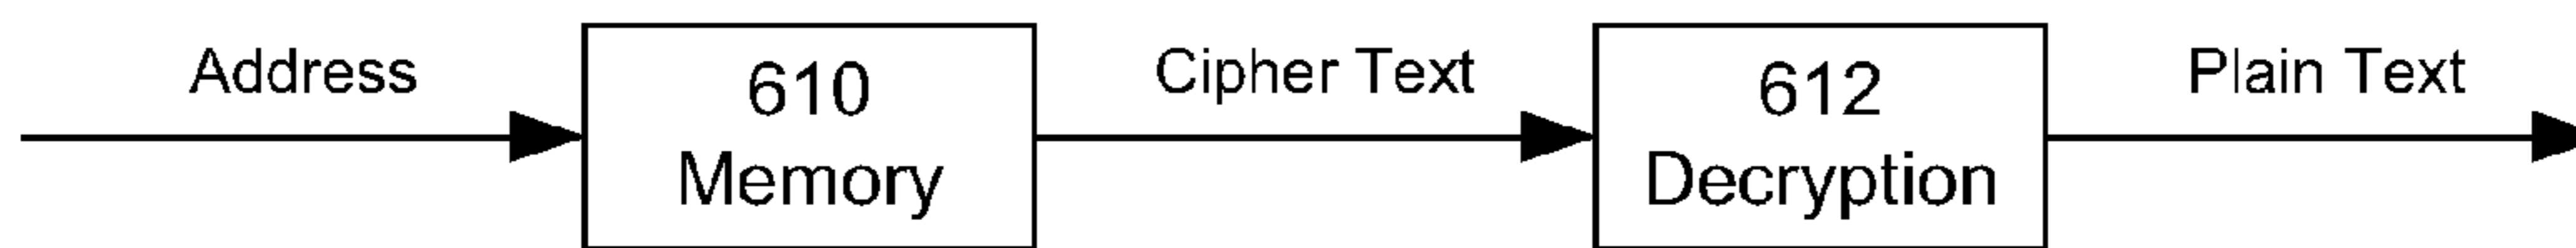 Address
610
Memory
Cipher Text
612
Decryption
Plain Text